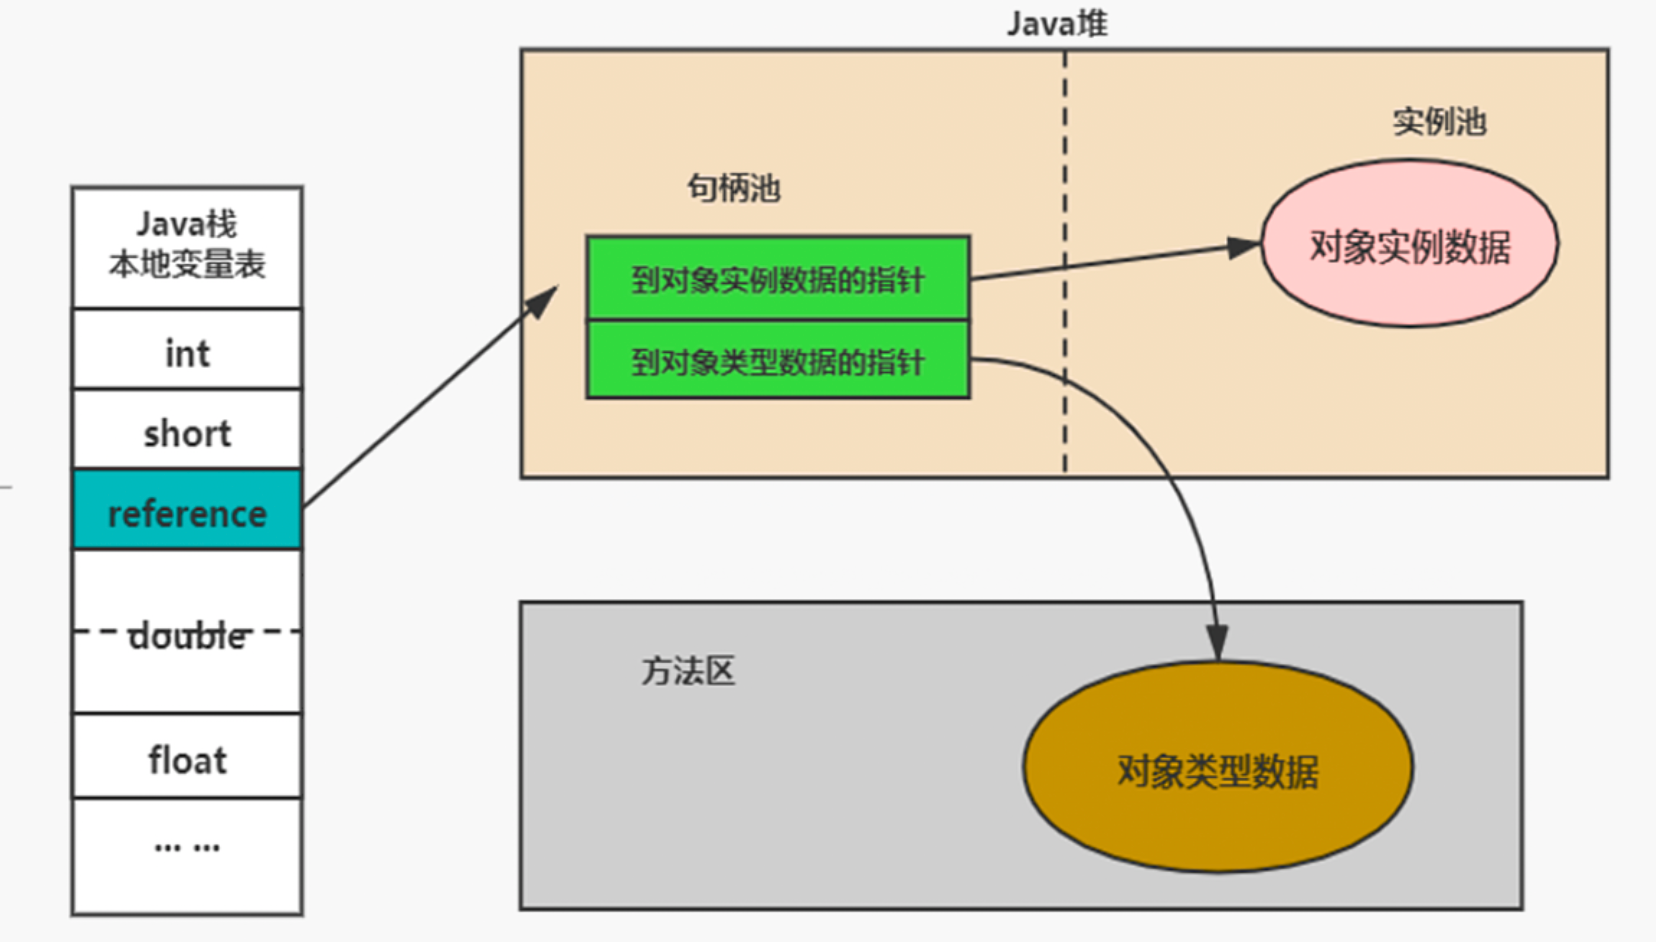 Java堆
实例池
句柄池
Java栈
本地变量表
到对象实例数据的指针
对象实例数据
int
到对象类型数据的指针
short
reference
double
方法区
float
对象类型数据
... ...